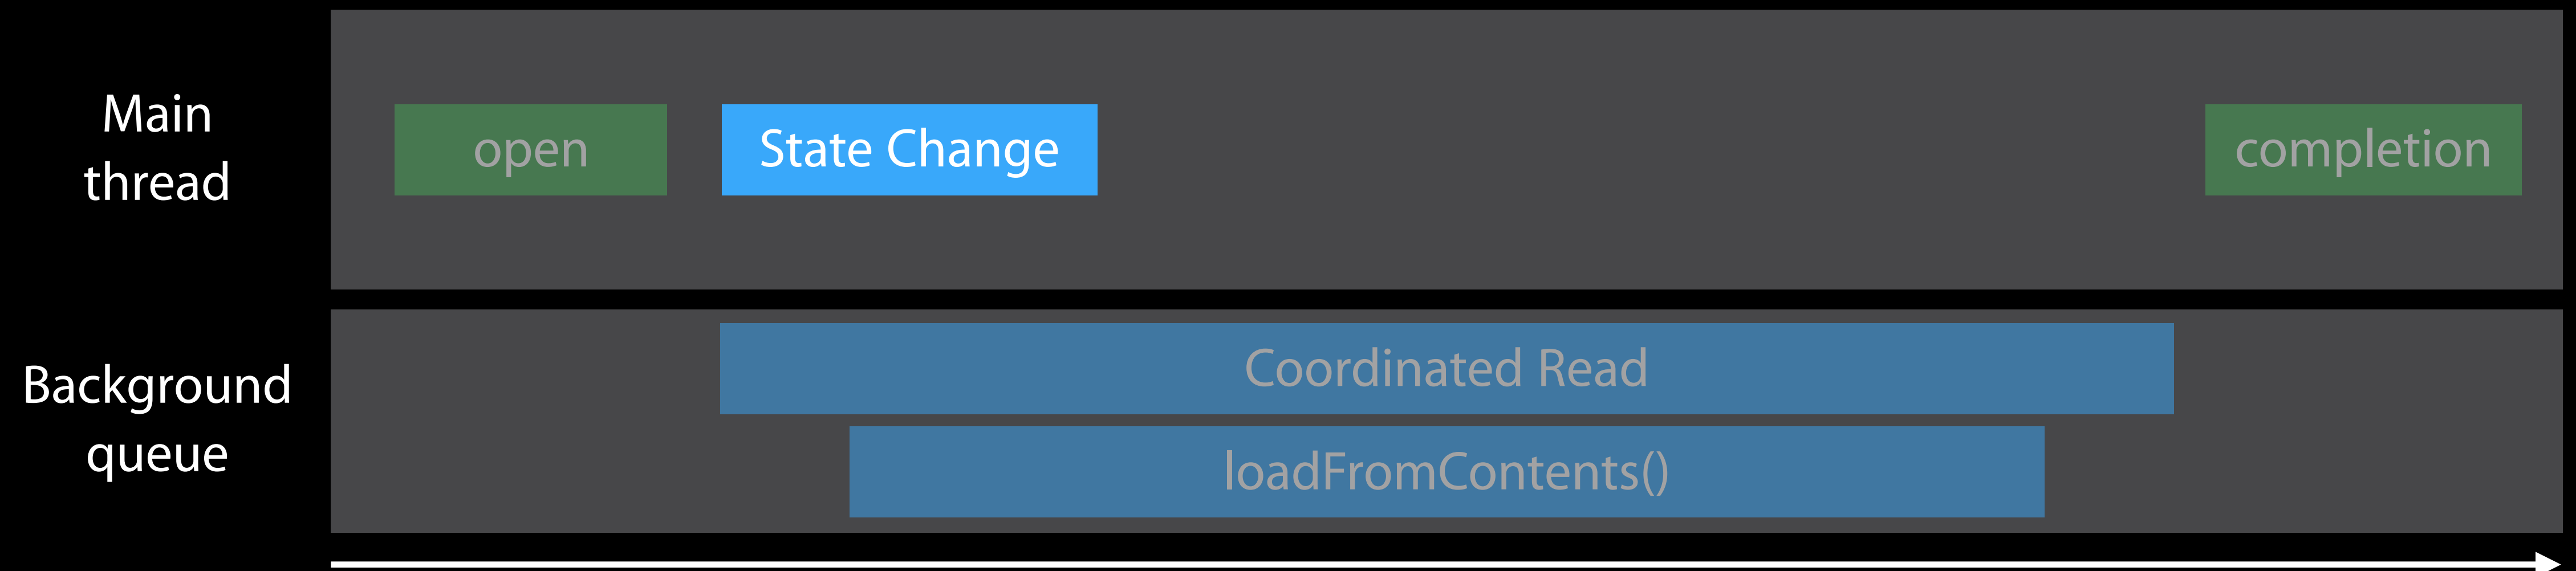 Main
thread
open
State Change
completion
Background
queue
Coordinated Read
loadFromContents()